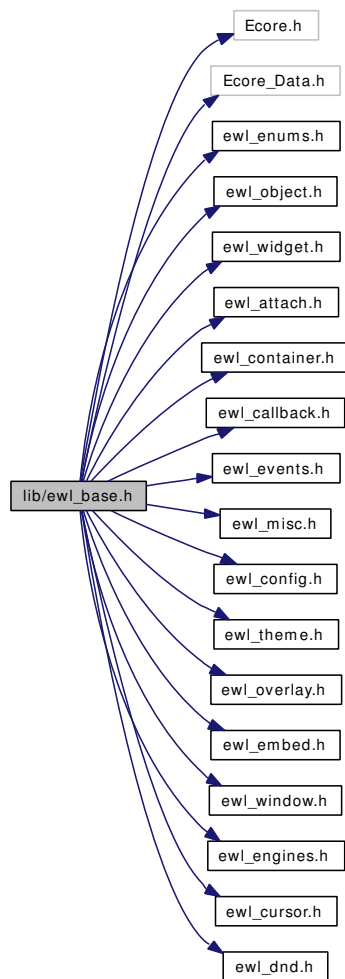 Ecore.h
Ecore_Data.h
ewl_enums.h
ewl_object.h
ewl_widget.h
ewl_attach.h
ewl_container.h
ewl_callback.h
ewl_events.h
lib/ewl_base.h
ewl_misc.h
ewl_config.h
ewl_theme.h
ewl_overlay.h
ewl_embed.h
ewl_window.h
ewl_engines.h
ewl_cursor.h
ewl_dnd.h